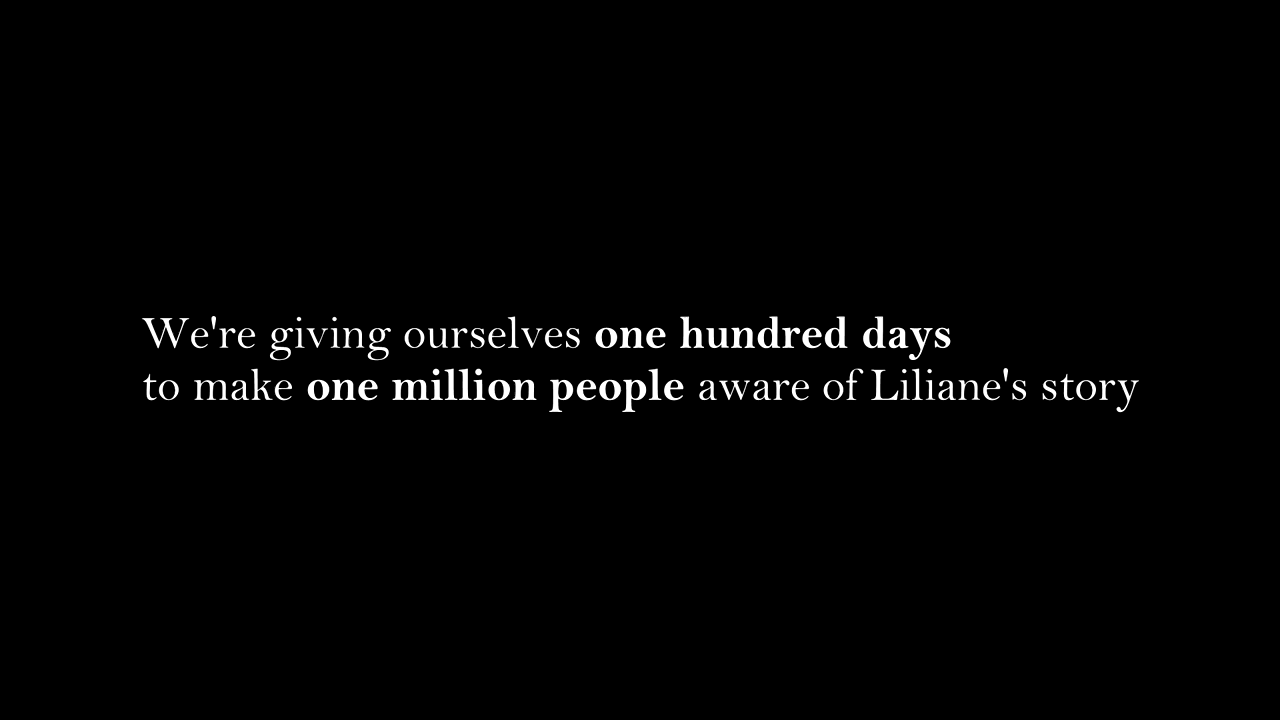 We're giving ourselves one hundred days
to make one million people aware of Liliane's story